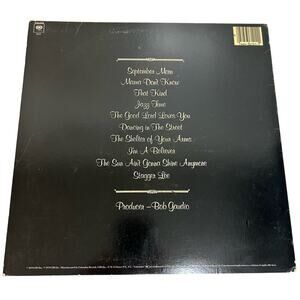 September Morn
Mama Don't Know
That Kind
Jazz Time
The Good Lord Loves You
Dancing in The Street
The Shelter of Your Arms
I'm A Believer
The Sun Ain't Gonna Shine Anymore
Stagger Lee
Producer - Bob Gaudio